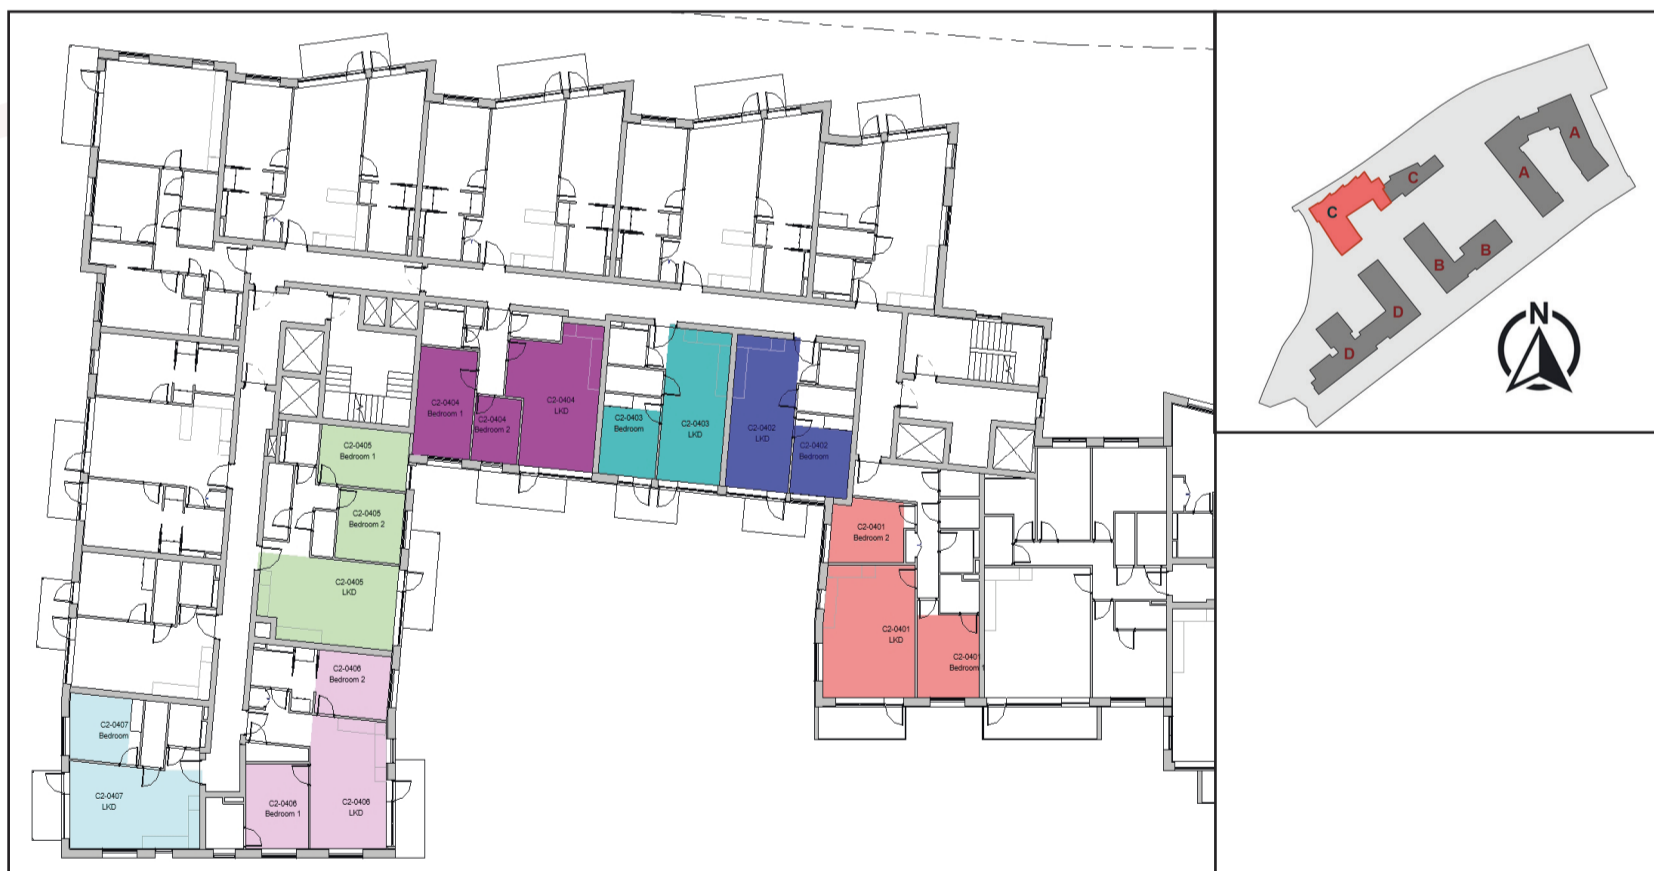 C2-0404
Bedroom 1
C2-0404
Bedroom 2
C2-0404
LKD
C2-0403
Bedroom
C2-0403
LKD
C2-0402
LKD
C2-0402
Bedroom
C2-0405
Bedroom 1
C2-0405
Bedroom 2
C2-0405
LKD
C2-0401
Bedroom 2
C2-0401
LKD
C2-0401
Bedroom 1
C2-0406
Bedroom 2
C2-0406
Bedroom 1
C2-0406
LKD
C2-0407
Bedroom
C2-0407
LKD
A
A
C
C
B
B
D
D
N